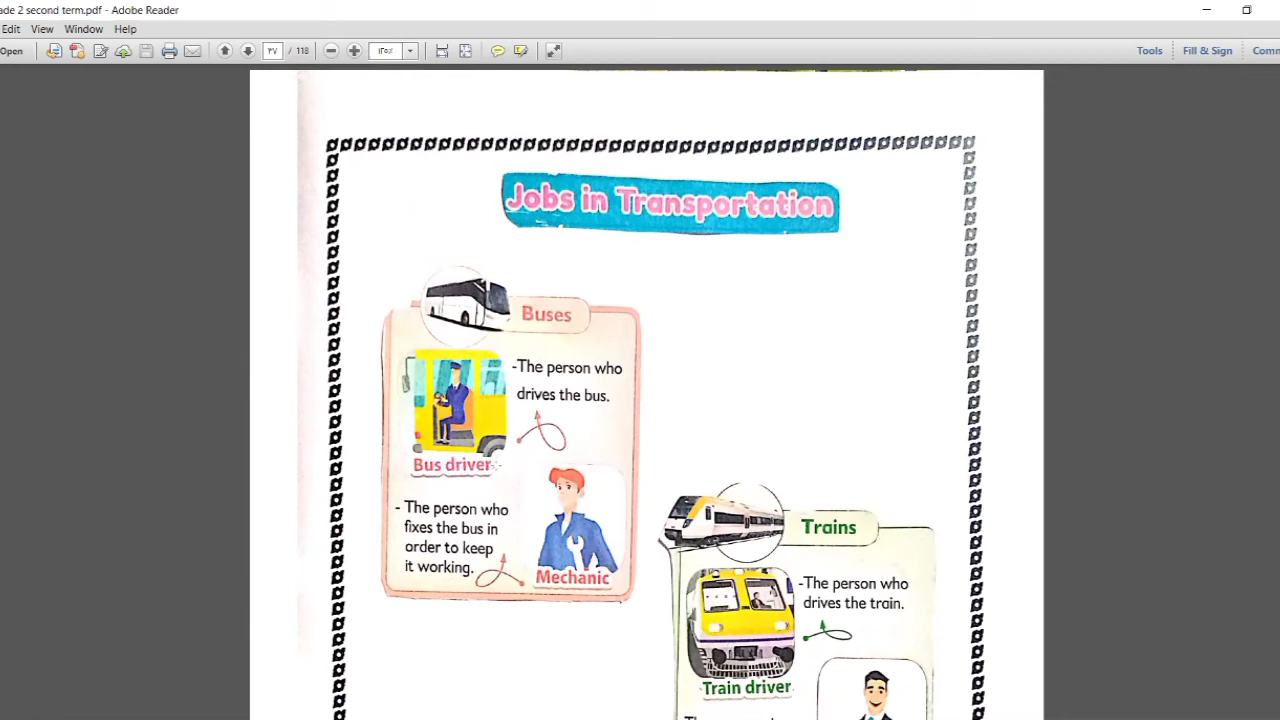 ade 2 second term.pdf - Adobe Reader
Edit View Window Help
Open ٣٧ / 118 ١٢٥٪ Tools Fill & Sign Comm
Jobs in Transportation
Buses
-The person who
drives the bus.
Bus driver
- The person who
fixes the bus in
order to keep
it working.
Mechanic
Trains
-The person who
drives the train.
Train driver